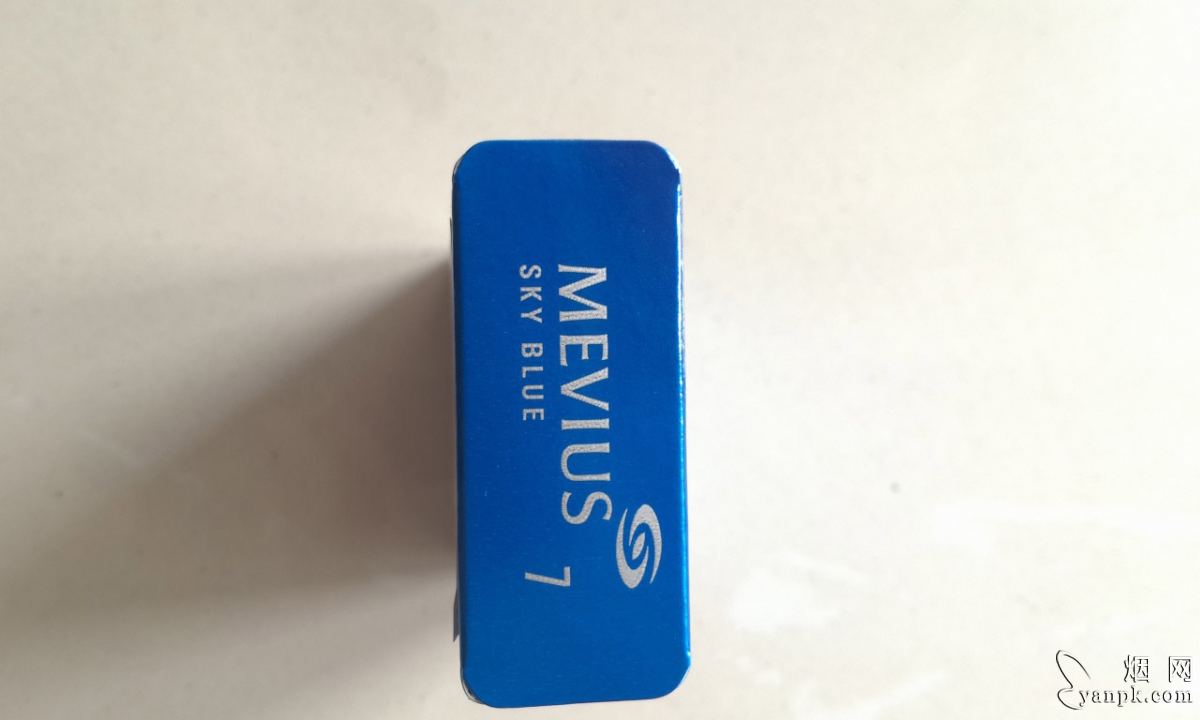 MEVIUS
SKY BLUE
7
烟网
yanpk.com